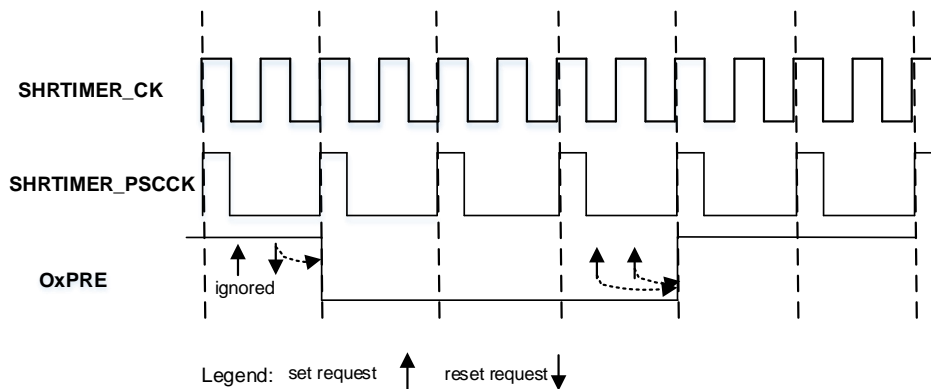 SHRTIMER_CK
SHRTIMER_PSCCK
OxPRE
ignored
Legend: set request reset request